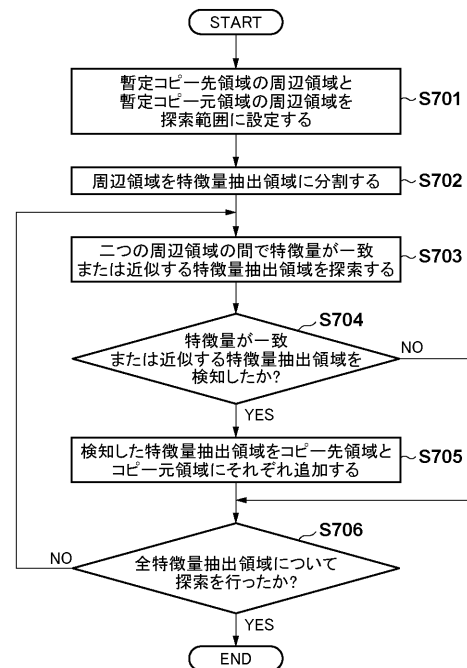 START
暫定コピー先領域の周辺領域と
暫定コピー元領域の周辺領域を
探索範囲に設定する
S701
周辺領域を特徴量抽出領域に分割する
S702
二つの周辺領域の間で特徴量が一致
または近似する特徴量抽出領域を探索する
S703
S704
特徴量が一致
または近似する特徴量抽出領域を
検知したか?
NO
YES
検知した特徴量抽出領域をコピー先領域と
コピー元領域にそれぞれ追加する
S705
S706
NO
全特徴量抽出領域について
探索を行ったか?
YES
END